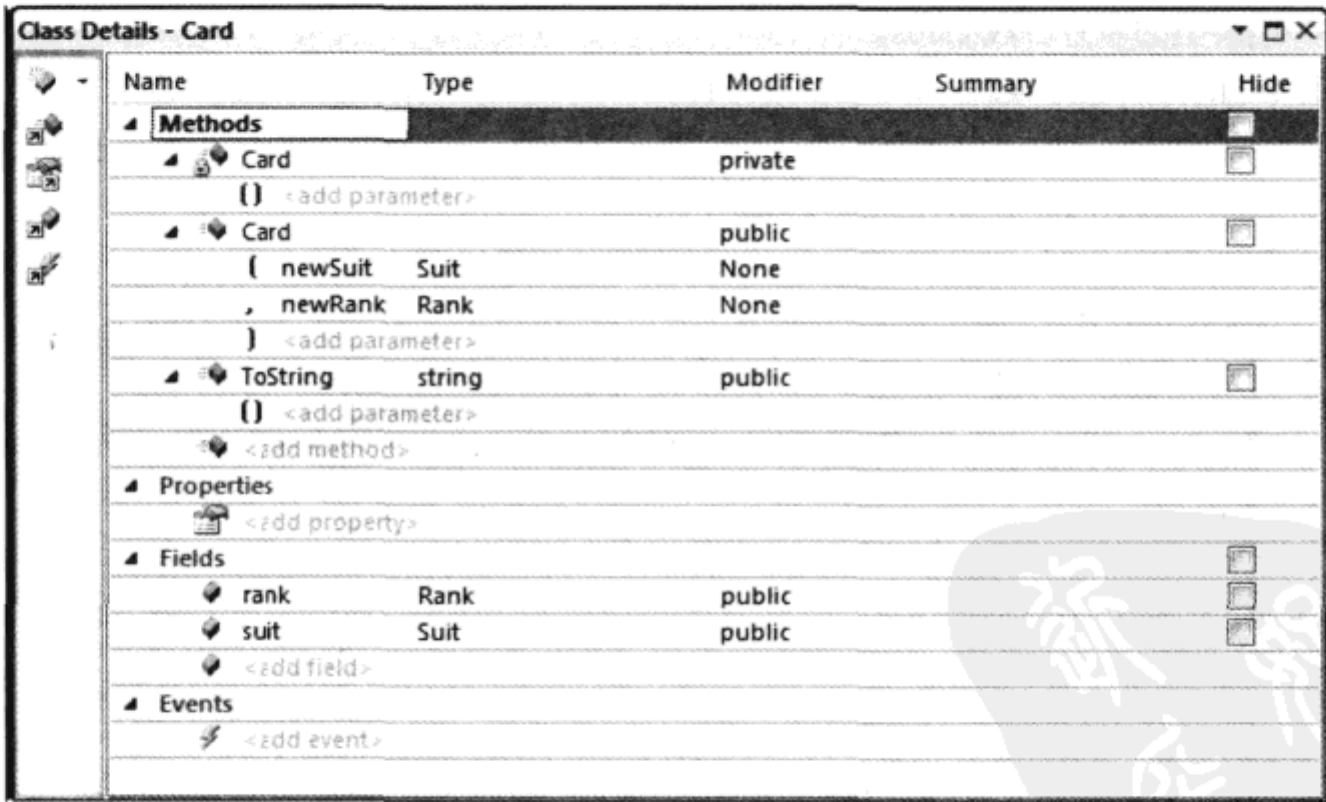 Class Details - Card
Name Type Modifier Summary Hide
Methods
Card private
() <add parameter>
Card public
( newSuit Suit None
, newRank Rank None
) <add parameter>
ToString string public
() <add parameter>
<add method>
Properties
<add property>
Fields
rank Rank public
suit Suit public
<add field>
Events
<add event>